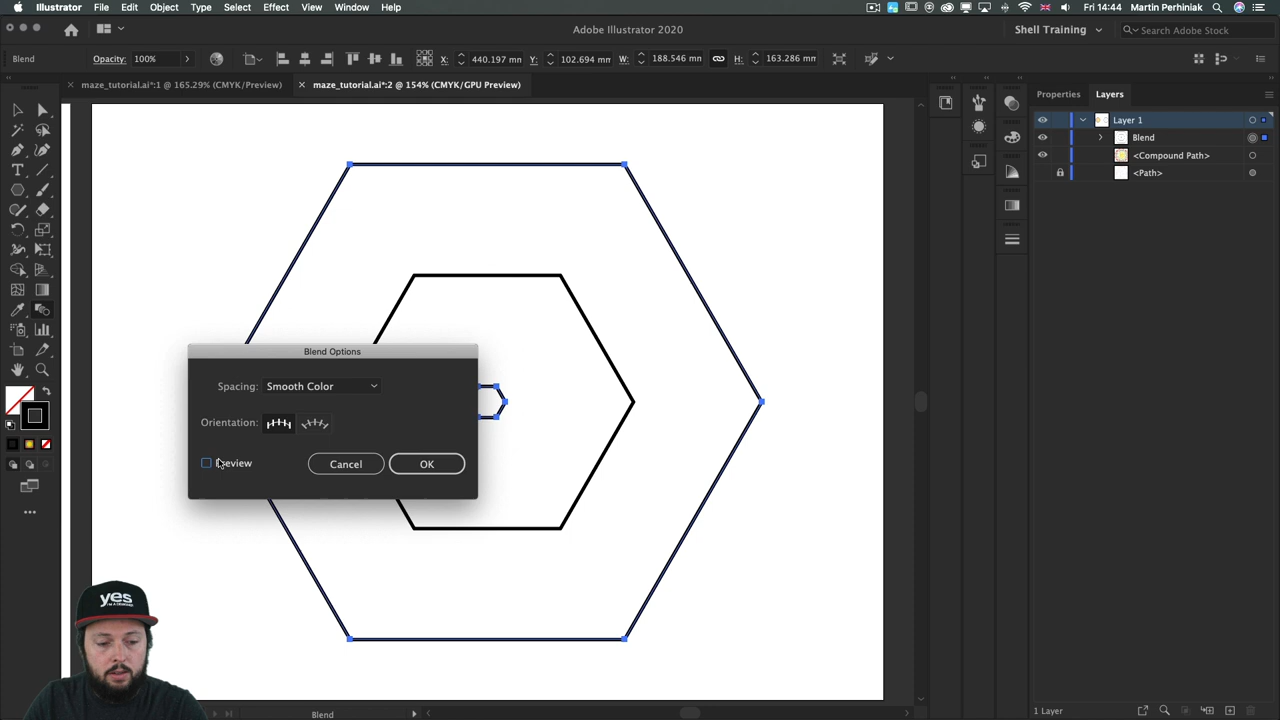 Illustrator File Edit Object Type Select Effect View Window Help
Fri 14:44 Martin Perhiniak
Adobe Illustrator 2020
Shell Training
Search Adobe Stock
Blend Opacity: 100% X: 440.197 mm Y: 102.694 mm W: 188.546 mm H: 163.286 mm
maze_tutorial.ai*:1 @ 165.29% (CMYK/Preview)
maze_tutorial.ai*:2 @ 154% (CMYK/GPU Preview)
Properties Layers
Layer 1
Blend
<Compound Path>
<Path>
Blend Options
Spacing: Smooth Color
Orientation:
Preview Cancel OK
yes
I'M A DESIGNER
Blend
1 Layer